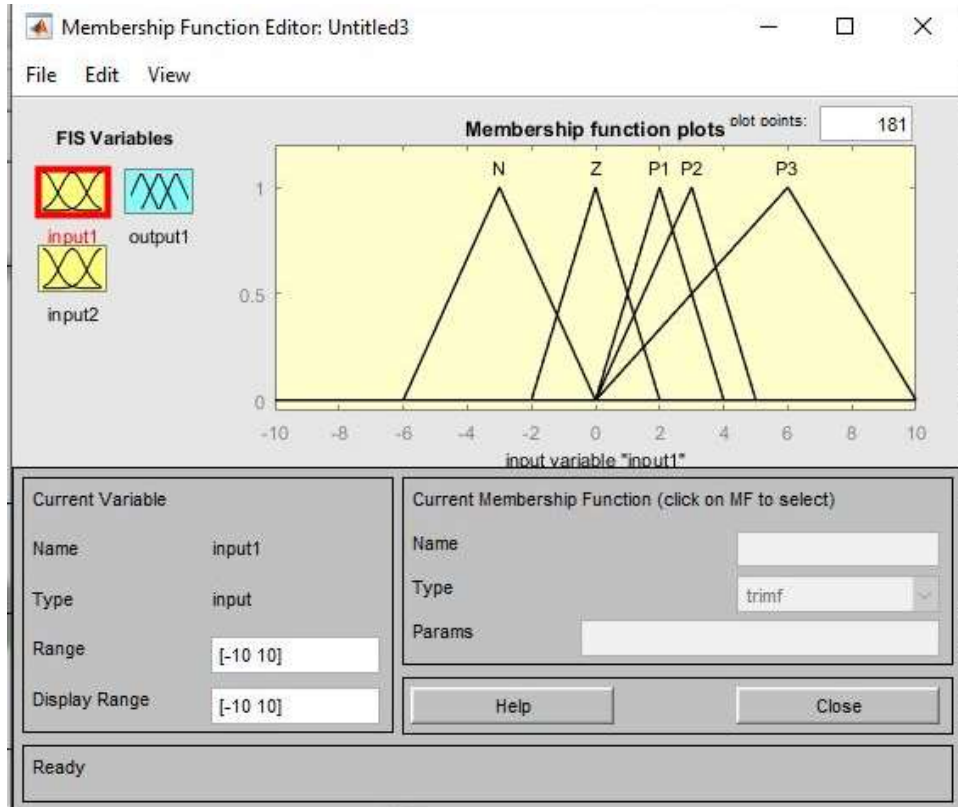 Membership Function Editor: Untitled3
File Edit View
FIS Variables
input1
output1
input2
Membership function plots
plot points:
181
N Z P1 P2 P3
1
0.5
0
-10 -8 -6 -4 -2 0 2 4 6 8 10
input variable "input1"
Current Variable
Name input1
Type input
Range [-10 10]
Display Range [-10 10]
Current Membership Function (click on MF to select)
Name
Type trimf
Params
Help Close
Ready